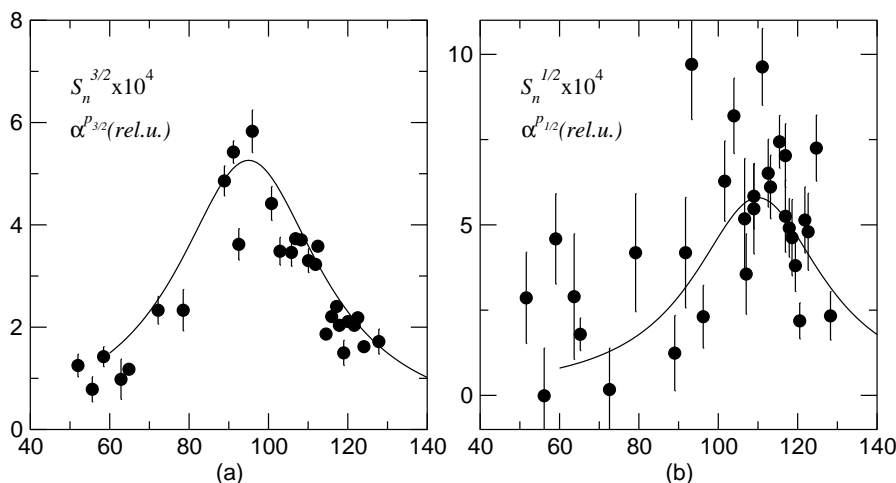 8
6
4
2
0
S_n^{3/2}x10^4
α^{p_{3/2}}(rel.u.)
40 60 80 100 120 140
(a)
10
5
0
S_n^{1/2}x10^4
α^{p_{1/2}}(rel.u.)
40 60 80 100 120 140
(b)